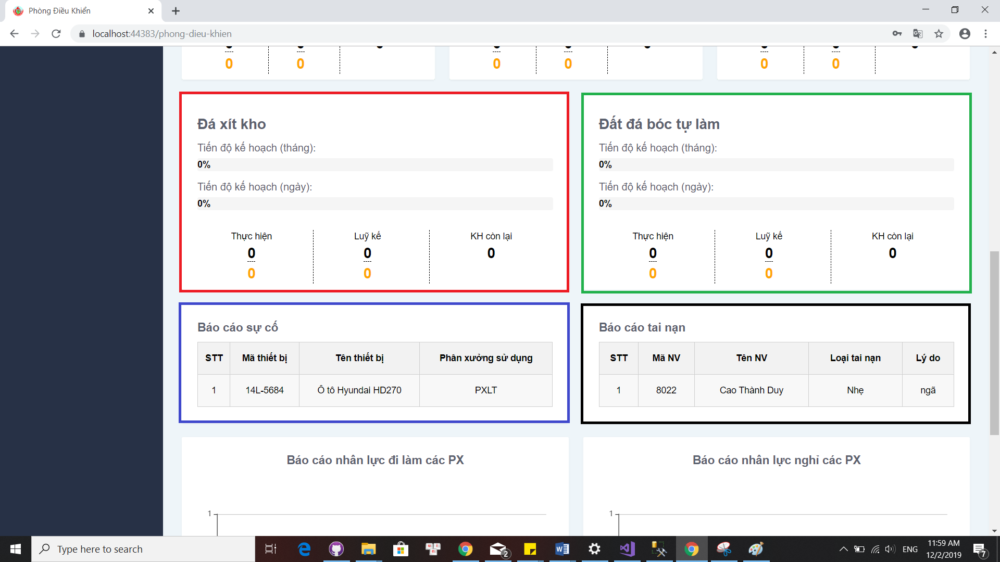 Phòng Điều Khiển
localhost:44383/phong-dieu-khien
0 0 0 0 0 0
Đá xít kho
Tiến độ kế hoạch (tháng):
0%
Tiến độ kế hoạch (ngày):
0%
Thực hiện Luỹ kế KH còn lại
0 0 0
0 0
Đất đá bóc tự làm
Tiến độ kế hoạch (tháng):
0%
Tiến độ kế hoạch (ngày):
0%
Thực hiện Luỹ kế KH còn lại
0 0 0
0 0
Báo cáo sự cố
STT Mã thiết bị Tên thiết bị Phân xưởng sử dụng
1 14L-5684 Ô tô Hyundai HD270 PXLT
Báo cáo tai nạn
STT Mã NV Tên NV Loại tai nạn Lý do
1 8022 Cao Thành Duy Nhẹ ngã
Báo cáo nhân lực đi làm các PX
1
Báo cáo nhân lực nghỉ các PX
1
Type here to search
2
ENG
11:59 AM
12/2/2019
7